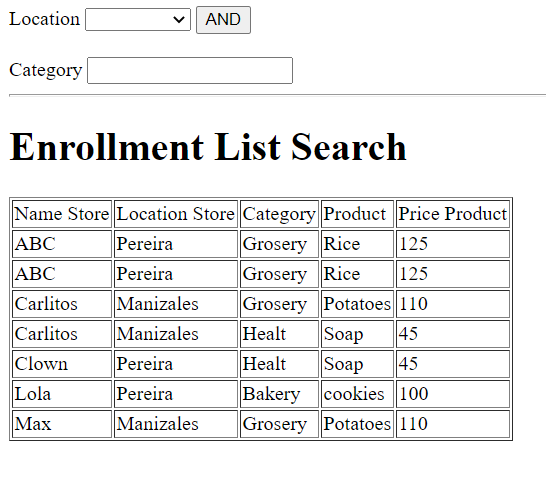 Location AND
Category
Enrollment List Search
Name Store Location Store Category Product Price Product
ABC Pereira Grosery Rice 125
ABC Pereira Grosery Rice 125
Carlitos Manizales Grosery Potatoes 110
Carlitos Manizales Healt Soap 45
Clown Pereira Healt Soap 45
Lola Pereira Bakery cookies 100
Max Manizales Grosery Potatoes 110